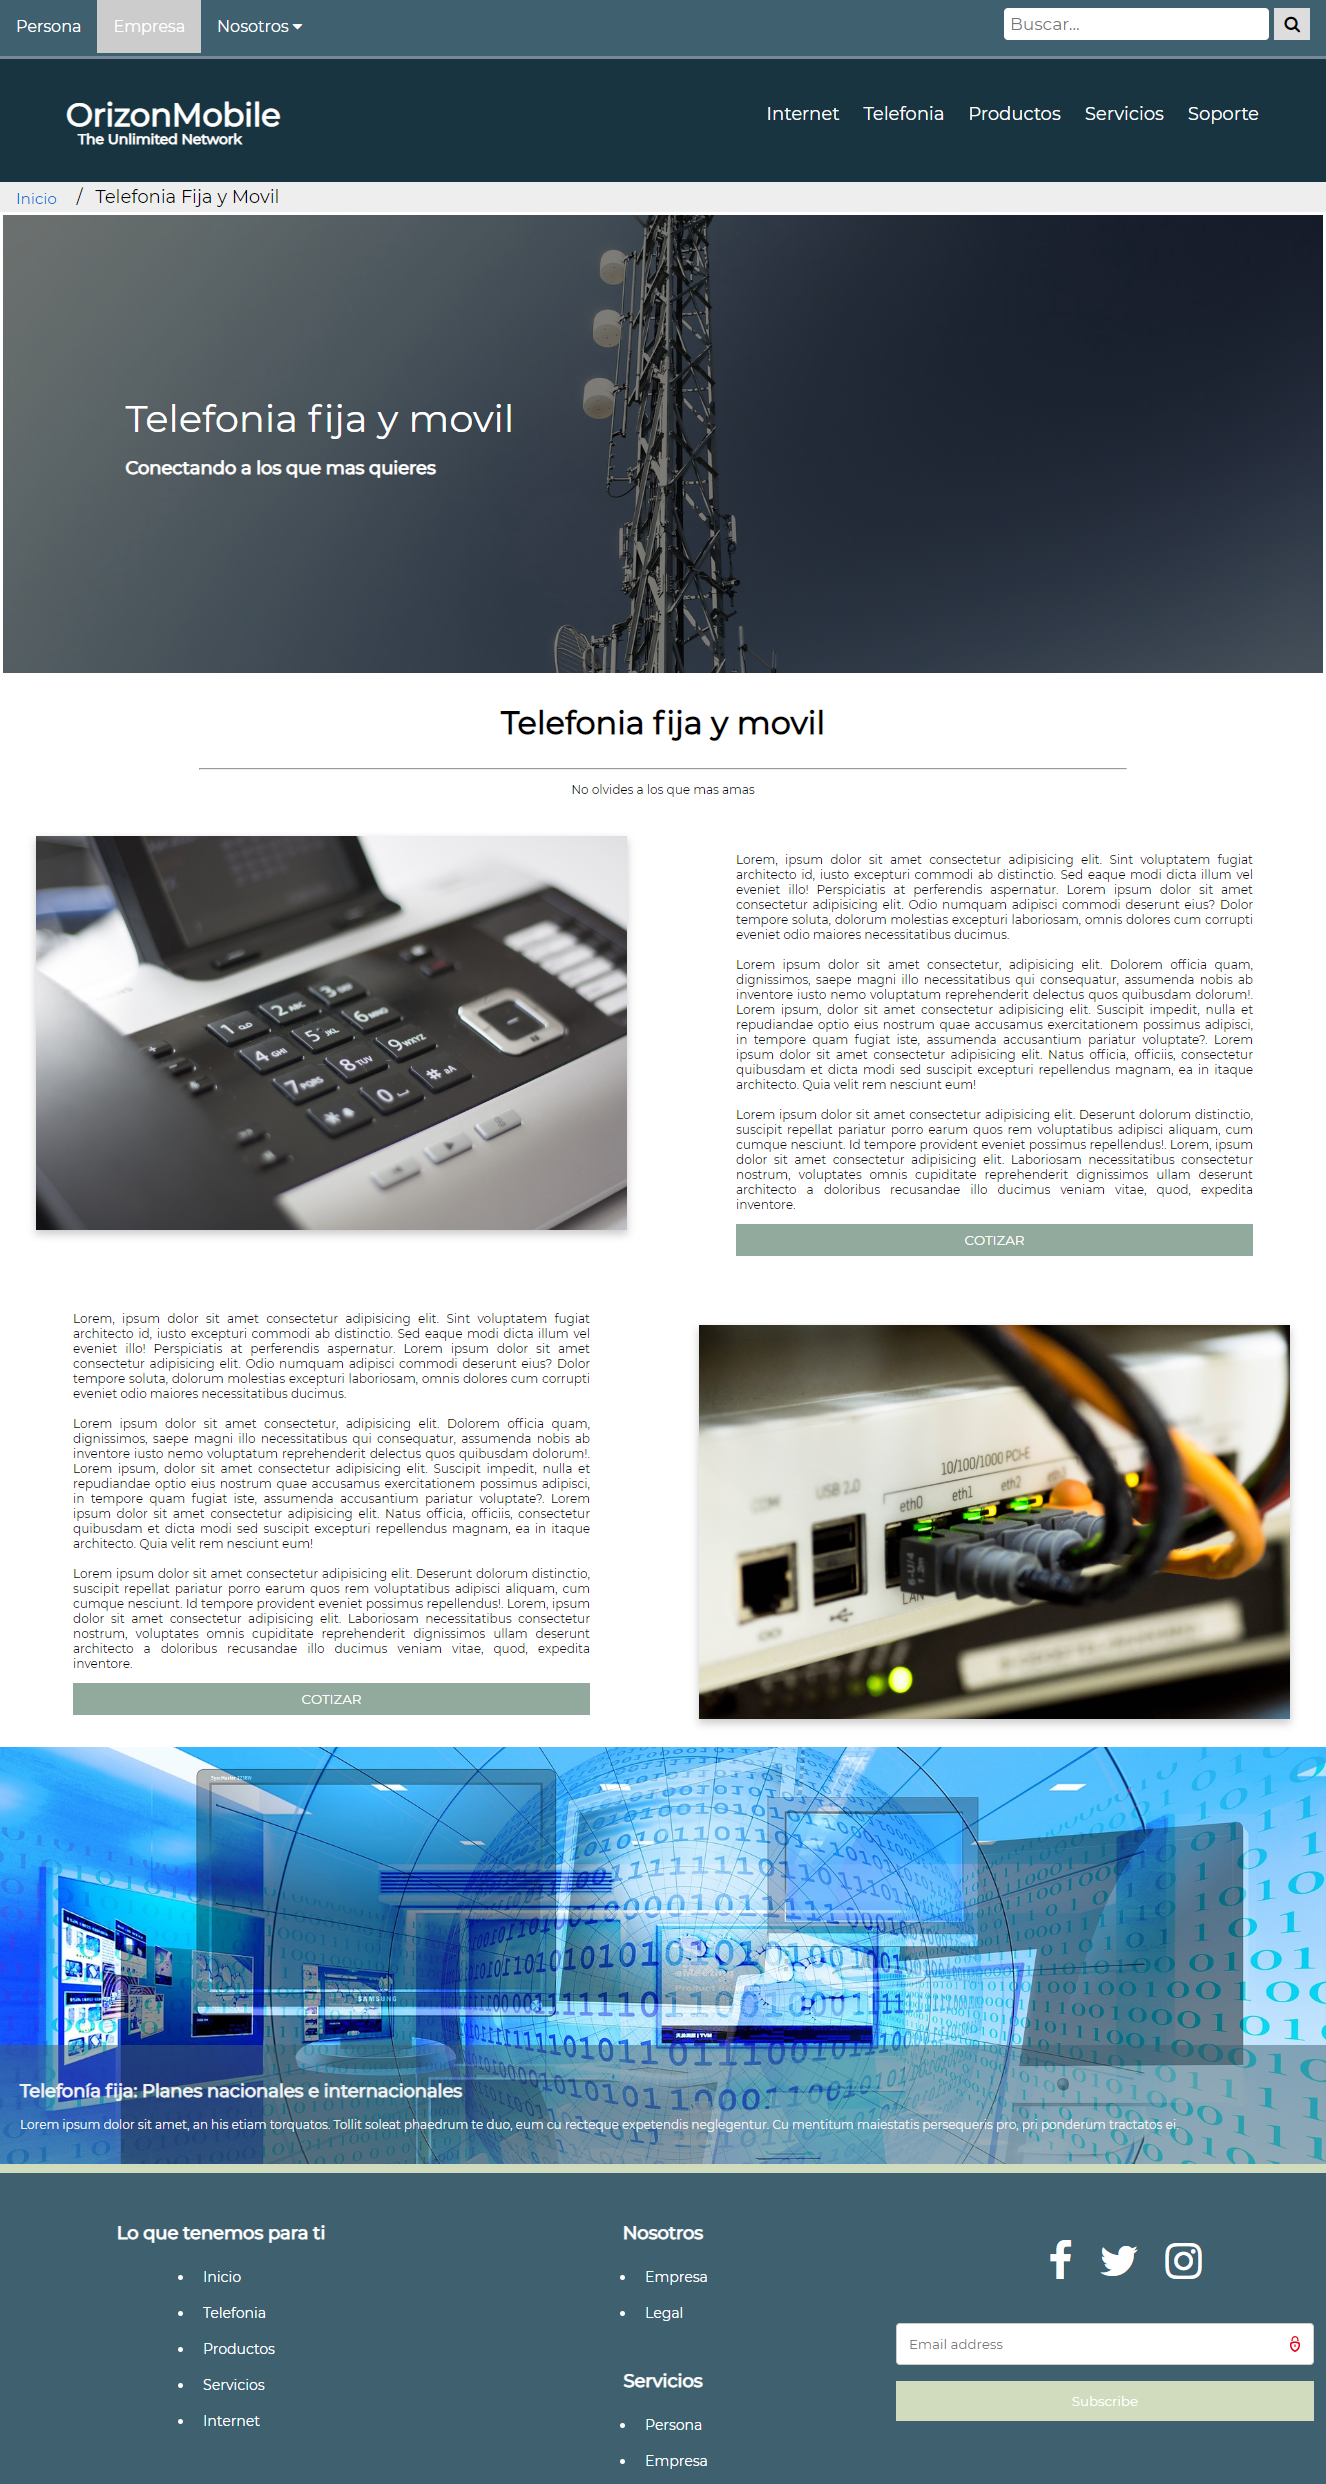 Persona Empresa Nosotros Buscar...
OrizonMobile
The Unlimited Network
Internet Telefonia Productos Servicios Soporte
Inicio / Telefonia Fija y Movil
Telefonia fija y movil
Conectando a los que mas quieres
Telefonia fija y movil
No olvides a los que mas amas
Lorem, ipsum dolor sit amet consectetur adipisicing elit. Sint voluptatem fugiat
architecto id, iusto excepturi commodi ab distinctio. Sed eaque modi dicta illum vel
eveniet illo! Perspiciatis at perferendis aspernatur. Lorem ipsum dolor sit amet
consectetur adipisicing elit. Odio numquam adipisci commodi deserunt eius? Dolor
tempore soluta, dolorum molestias excepturi laboriosam, omnis dolores cum corrupti
eveniet odio maiores necessitatibus ducimus.
Lorem ipsum dolor sit amet consectetur, adipisicing elit. Dolorem officia quam,
dignissimos, saepe magni illo necessitatibus qui consequatur, assumenda nobis ab
inventore iusto nemo voluptatum reprehenderit delectus quos quibusdam dolorum!.
Lorem ipsum, dolor sit amet consectetur adipisicing elit. Suscipit impedit, nulla et
repudiandae optio eius nostrum quae accusamus exercitationem possimus adipisci,
in tempore quam fugiat iste, assumenda accusantium pariatur voluptate?. Lorem
ipsum dolor sit amet consectetur adipisicing elit. Natus officia, officiis, consectetur
quibusdam et dicta modi sed suscipit excepturi repellendus magnam, ea in itaque
architecto. Quia velit rem nesciunt eum!
Lorem ipsum dolor sit amet consectetur adipisicing elit. Deserunt dolorum distinctio,
suscipit repellat pariatur porro earum quos rem voluptatibus adipisci aliquam, cum
cumque nesciunt. Id tempore provident eveniet possimus repellendus!. Lorem, ipsum
dolor sit amet consectetur adipisicing elit. Laboriosam necessitatibus consectetur
nostrum, voluptates omnis cupiditate reprehenderit dignissimos ullam deserunt
architecto a doloribus recusandae illo ducimus veniam vitae, quod, expedita
inventore.
COTIZAR
Lorem, ipsum dolor sit amet consectetur adipisicing elit. Sint voluptatem fugiat
architecto id, iusto excepturi commodi ab distinctio. Sed eaque modi dicta illum vel
eveniet illo! Perspiciatis at perferendis aspernatur. Lorem ipsum dolor sit amet
consectetur adipisicing elit. Odio numquam adipisci commodi deserunt eius? Dolor
tempore soluta, dolorum molestias excepturi laboriosam, omnis dolores cum corrupti
eveniet odio maiores necessitatibus ducimus.
Lorem ipsum dolor sit amet consectetur, adipisicing elit. Dolorem officia quam,
dignissimos, saepe magni illo necessitatibus qui consequatur, assumenda nobis ab
inventore iusto nemo voluptatum reprehenderit delectus quos quibusdam dolorum!.
Lorem ipsum, dolor sit amet consectetur adipisicing elit. Suscipit impedit, nulla et
repudiandae optio eius nostrum quae accusamus exercitationem possimus adipisci,
in tempore quam fugiat iste, assumenda accusantium pariatur voluptate?. Lorem
ipsum dolor sit amet consectetur adipisicing elit. Natus officia, officiis, consectetur
quibusdam et dicta modi sed suscipit excepturi repellendus magnam, ea in itaque
architecto. Quia velit rem nesciunt eum!
Lorem ipsum dolor sit amet consectetur adipisicing elit. Deserunt dolorum distinctio,
suscipit repellat pariatur porro earum quos rem voluptatibus adipisci aliquam, cum
cumque nesciunt. Id tempore provident eveniet possimus repellendus!. Lorem, ipsum
dolor sit amet consectetur adipisicing elit. Laboriosam necessitatibus consectetur
nostrum, voluptates omnis cupiditate reprehenderit dignissimos ullam deserunt
architecto a doloribus recusandae illo ducimus veniam vitae, quod, expedita
inventore.
COTIZAR
10/100/1000 PCI-E
COM USB 2.0 eth0 eth1 eth2
LAN
SAMSUNG
Telefonía fija: Planes nacionales e internacionales
Lorem ipsum dolor sit amet, an his etiam torquatos. Tollit soleat phaedrum te duo, eum cu recteque expetendis neglegentur. Cu mentitum maiestatis persequeris pro, pri ponderum tractatos ei.
Lo que tenemos para ti
Inicio
Telefonia
Productos
Servicios
Internet
Nosotros
Empresa
Legal
Servicios
Persona
Empresa
Email address
Subscribe